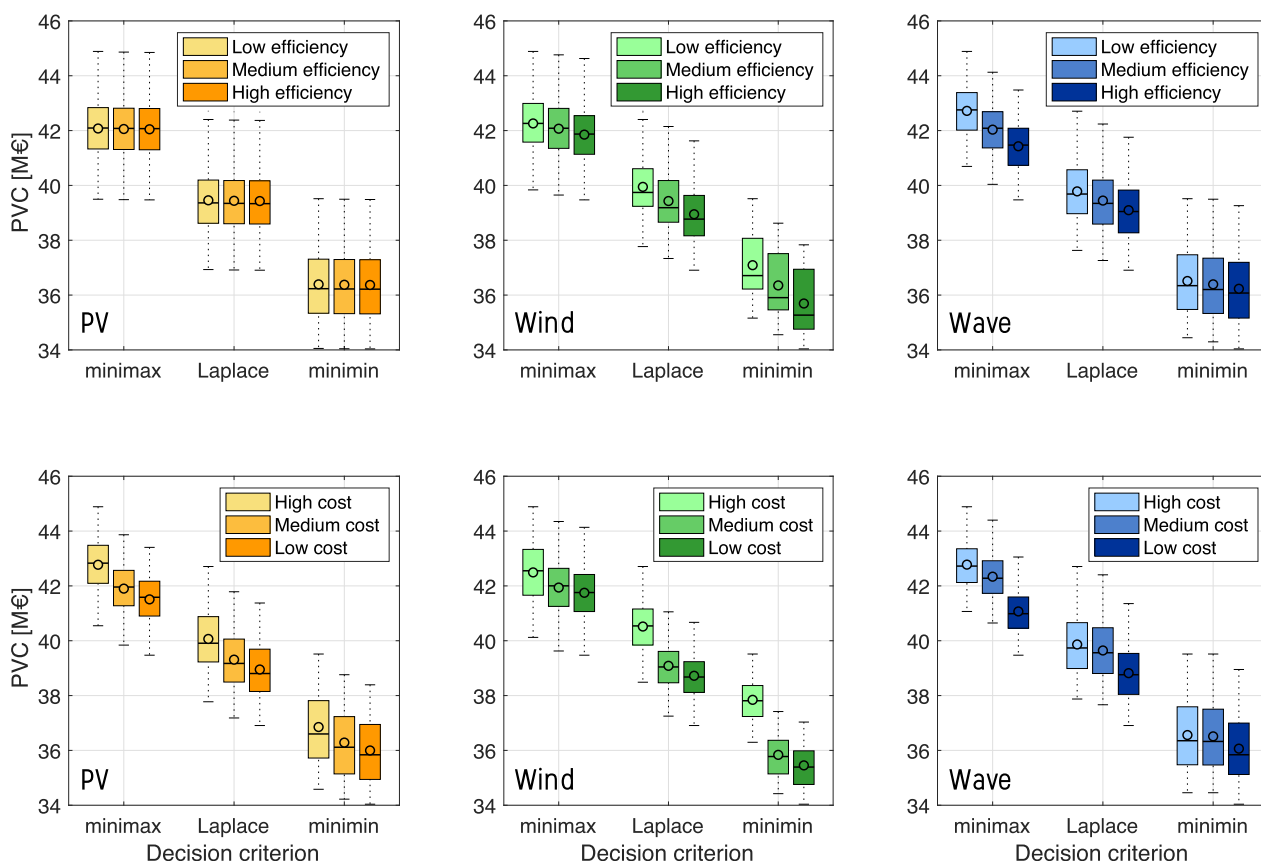 46
44
42
40
38
36
34
PVC [M€]
Low efficiency
Medium efficiency
High efficiency
PV
minimax Laplace minimin
46
44
42
40
38
36
34
Low efficiency
Medium efficiency
High efficiency
Wind
minimax Laplace minimin
46
44
42
40
38
36
34
Low efficiency
Medium efficiency
High efficiency
Wave
minimax Laplace minimin
46
44
42
40
38
36
34
PVC [M€]
High cost
Medium cost
Low cost
PV
minimax Laplace minimin
Decision criterion
46
44
42
40
38
36
34
High cost
Medium cost
Low cost
Wind
minimax Laplace minimin
Decision criterion
46
44
42
40
38
36
34
High cost
Medium cost
Low cost
Wave
minimax Laplace minimin
Decision criterion